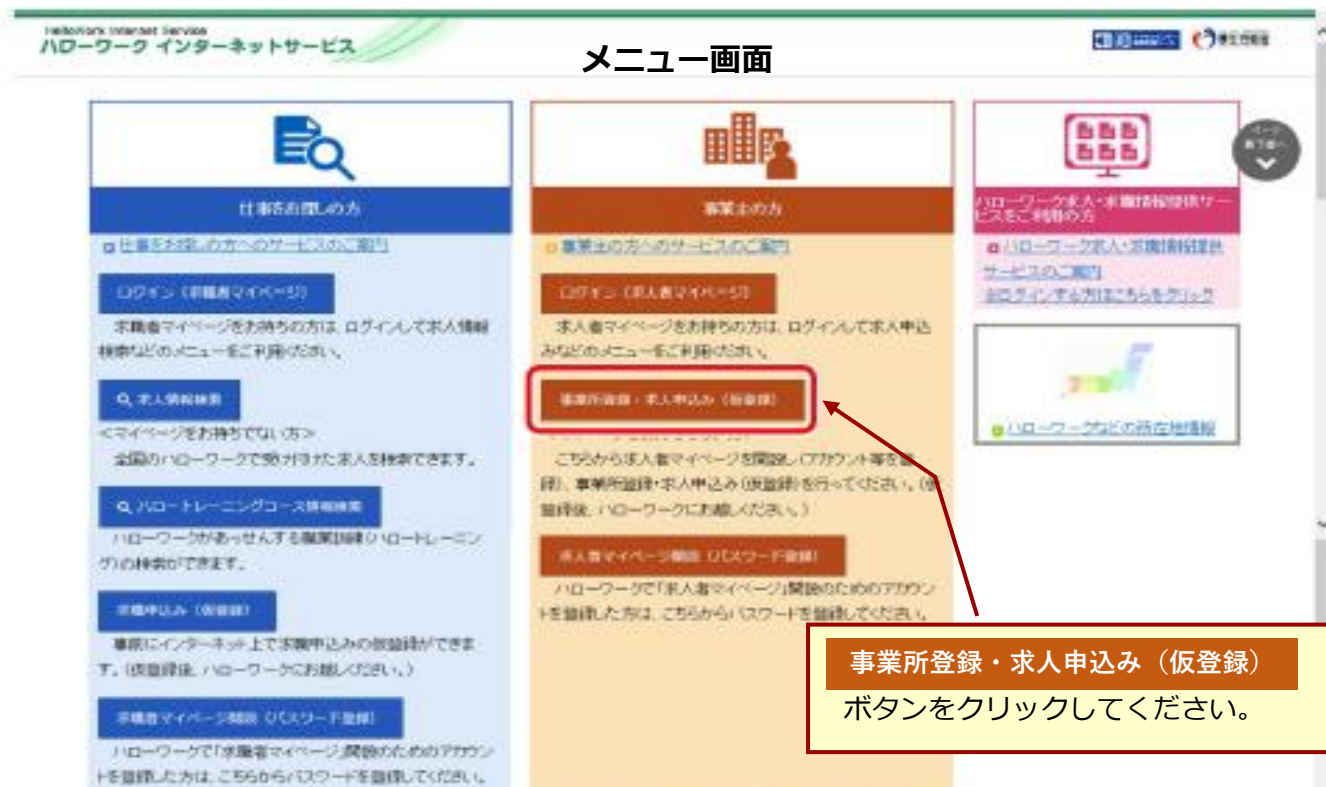 HelloWork Internet Service
ハローワーク インターネットサービス
メニュー画面
仕事をお探しの方
仕事をお探しの方へのサービスのご案内
ログイン（求職者マイページ）
求職者マイページをお持ちの方は、ログインして求人情報
検索などのメニューをご利用ください。
求人情報検索
＜マイページをお持ちでない方＞
全国のハローワークで受け付けた求人を検索できます。
ハロートレーニングコース情報検索
ハローワークがあっせんする職業訓練（ハロートレーニン
グ）の検索ができます。
求職申込み（仮登録）
事前にインターネット上で求職申込みの仮登録ができま
す。（仮登録後、ハローワークにお越しください。）
求職者マイページ開設（パスワード登録）
ハローワークで「求職者マイページ」開設のためのアカウン
トを登録した方は、こちらからパスワードを登録してください。
事業主の方
事業主の方へのサービスのご案内
ログイン（求人者マイページ）
求人者マイページをお持ちの方は、ログインして求人申込
みなどのメニューをご利用ください。
事業所登録・求人申込み（仮登録）
こちらから求人者マイページを開設し（アカウント等を登
録）、事業所登録・求人申込み（仮登録）を行ってください。（仮
登録後、ハローワークにお越しください。）
求人者マイページ開設（パスワード登録）
ハローワークで「求人者マイページ」開設のためのアカウン
トを登録した方は、こちらからパスワードを登録してください。
ハローワーク求人・求職情報提供サー
ビスをご利用の方
ハローワーク求人・求職情報提供
サービスのご案内
※ログインする方はこちらをクリック
ハローワークなどの所在地情報
事業所登録・求人申込み（仮登録）
ボタンをクリックしてください。